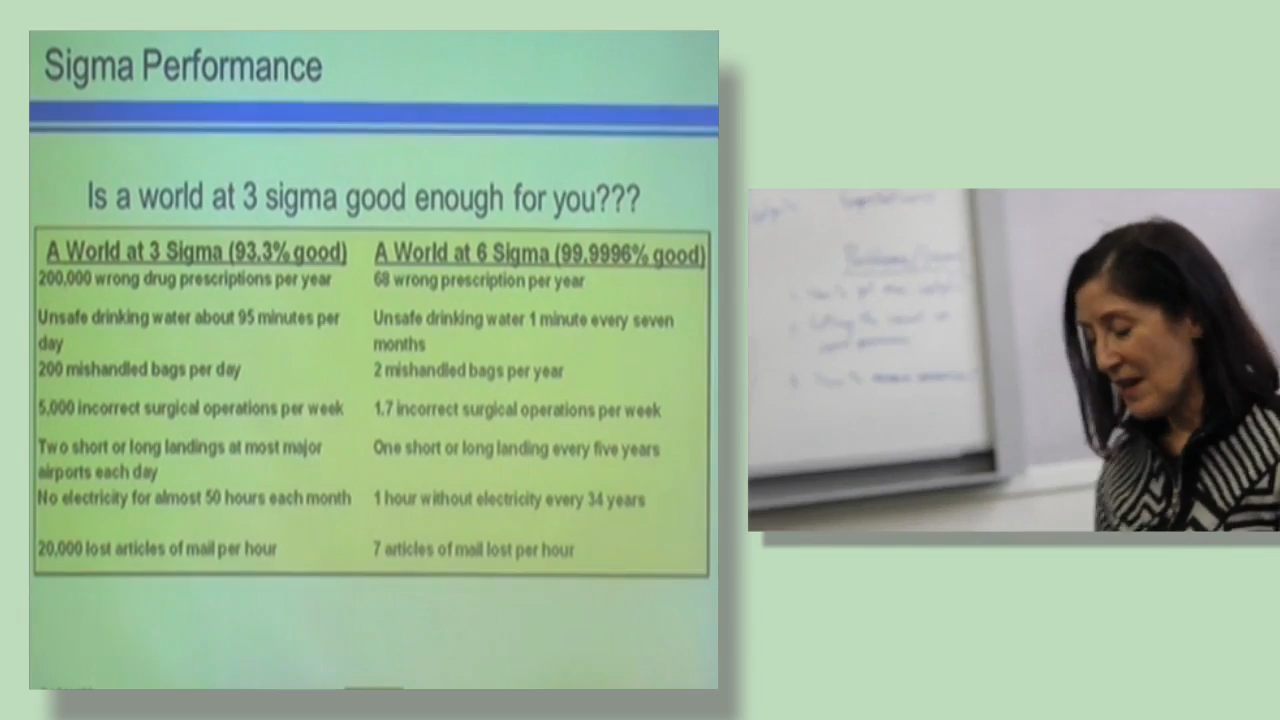 Sigma Performance
Is a world at 3 sigma good enough for you???
A World at 3 Sigma (93.3% good)
A World at 6 Sigma (99.9996% good)
200,000 wrong drug prescriptions per year
68 wrong prescription per year
Unsafe drinking water about 95 minutes per
day
Unsafe drinking water 1 minute every seven
months
200 mishandled bags per day
2 mishandled bags per year
5,000 incorrect surgical operations per week
1.7 incorrect surgical operations per week
Two short or long landings at most major
airports each day
One short or long landing every five years
No electricity for almost 50 hours each month
1 hour without electricity every 34 years
20,000 lost articles of mail per hour
7 articles of mail lost per hour